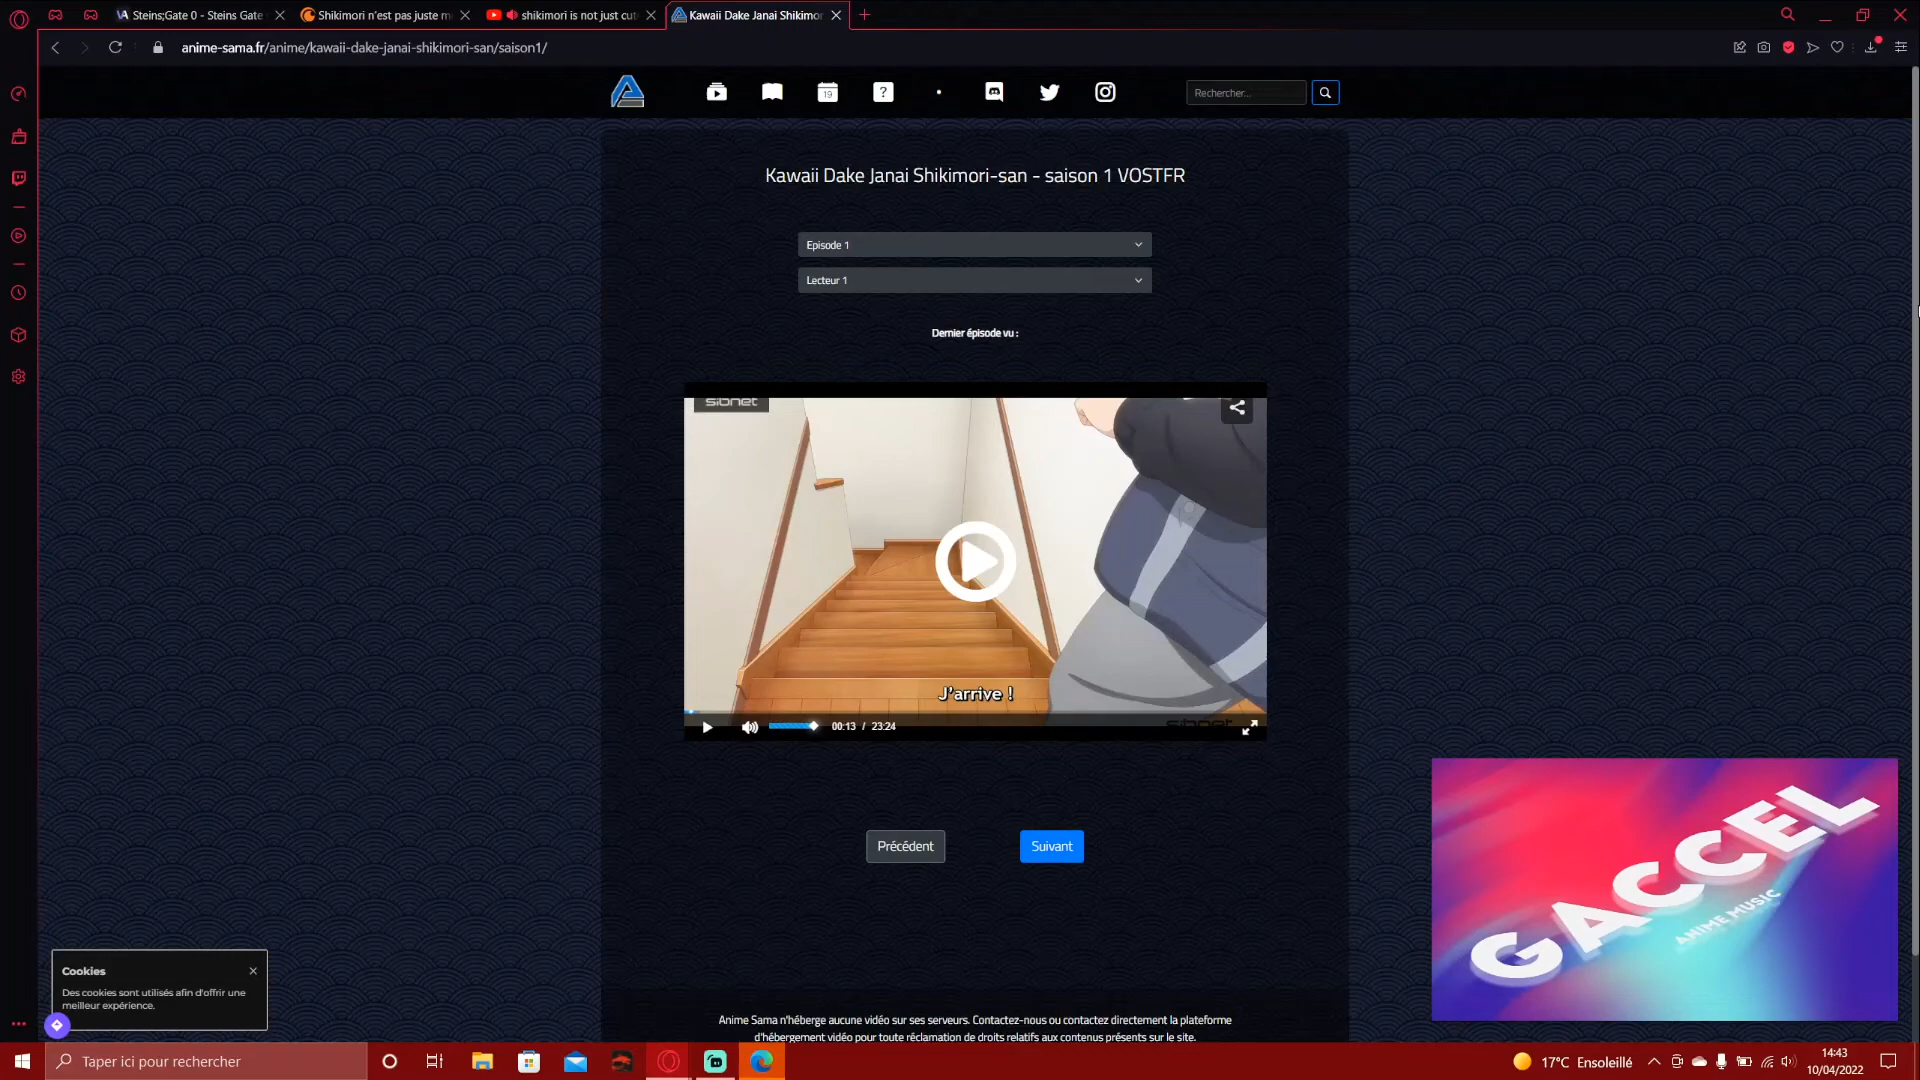 Steins;Gate 0 - Steins Gate
Shikimori n'est pas juste m
shikimori is not just cut
Kawaii Dake Janai Shikimor
anime-sama.fr/anime/kawaii-dake-janai-shikimori-san/saison1/
19
Rechercher...
Kawaii Dake Janai Shikimori-san - saison 1 VOSTFR
Episode 1
Lecteur 1
Dernier épisode vu :
sibnet
J'arrive !
sibnet
00:13 / 23:24
Précédent
Suivant
GACCEL
ANIME MUSIC
Cookies
Des cookies sont utilisés afin d'offrir une
meilleur expérience.
Anime Sama n'héberge aucune vidéo sur ses serveurs. Contactez-nous ou contactez directement la plateforme
d'hébergement vidéo pour toute réclamation de droits relatifs aux contenus présents sur le site.
Taper ici pour rechercher
17°C Ensoleillé
14:43
10/04/2022